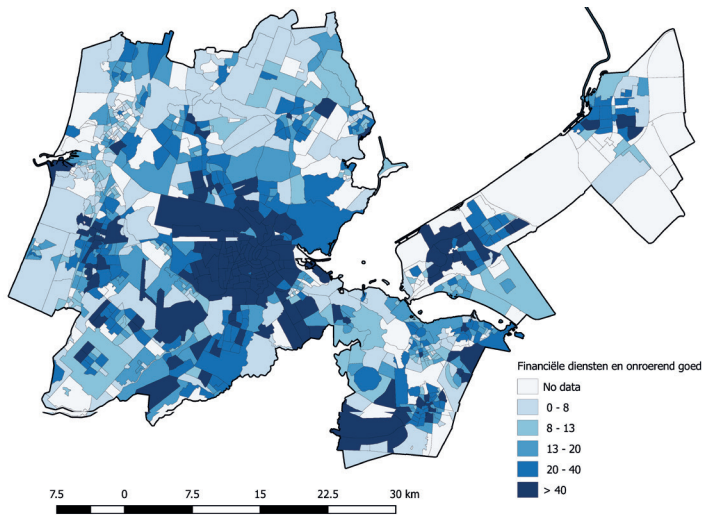 Financiële diensten en onroerend goed
No data
0 - 8
8 - 13
13 - 20
20 - 40
> 40
7.5 0 7.5 15 22.5 30 km